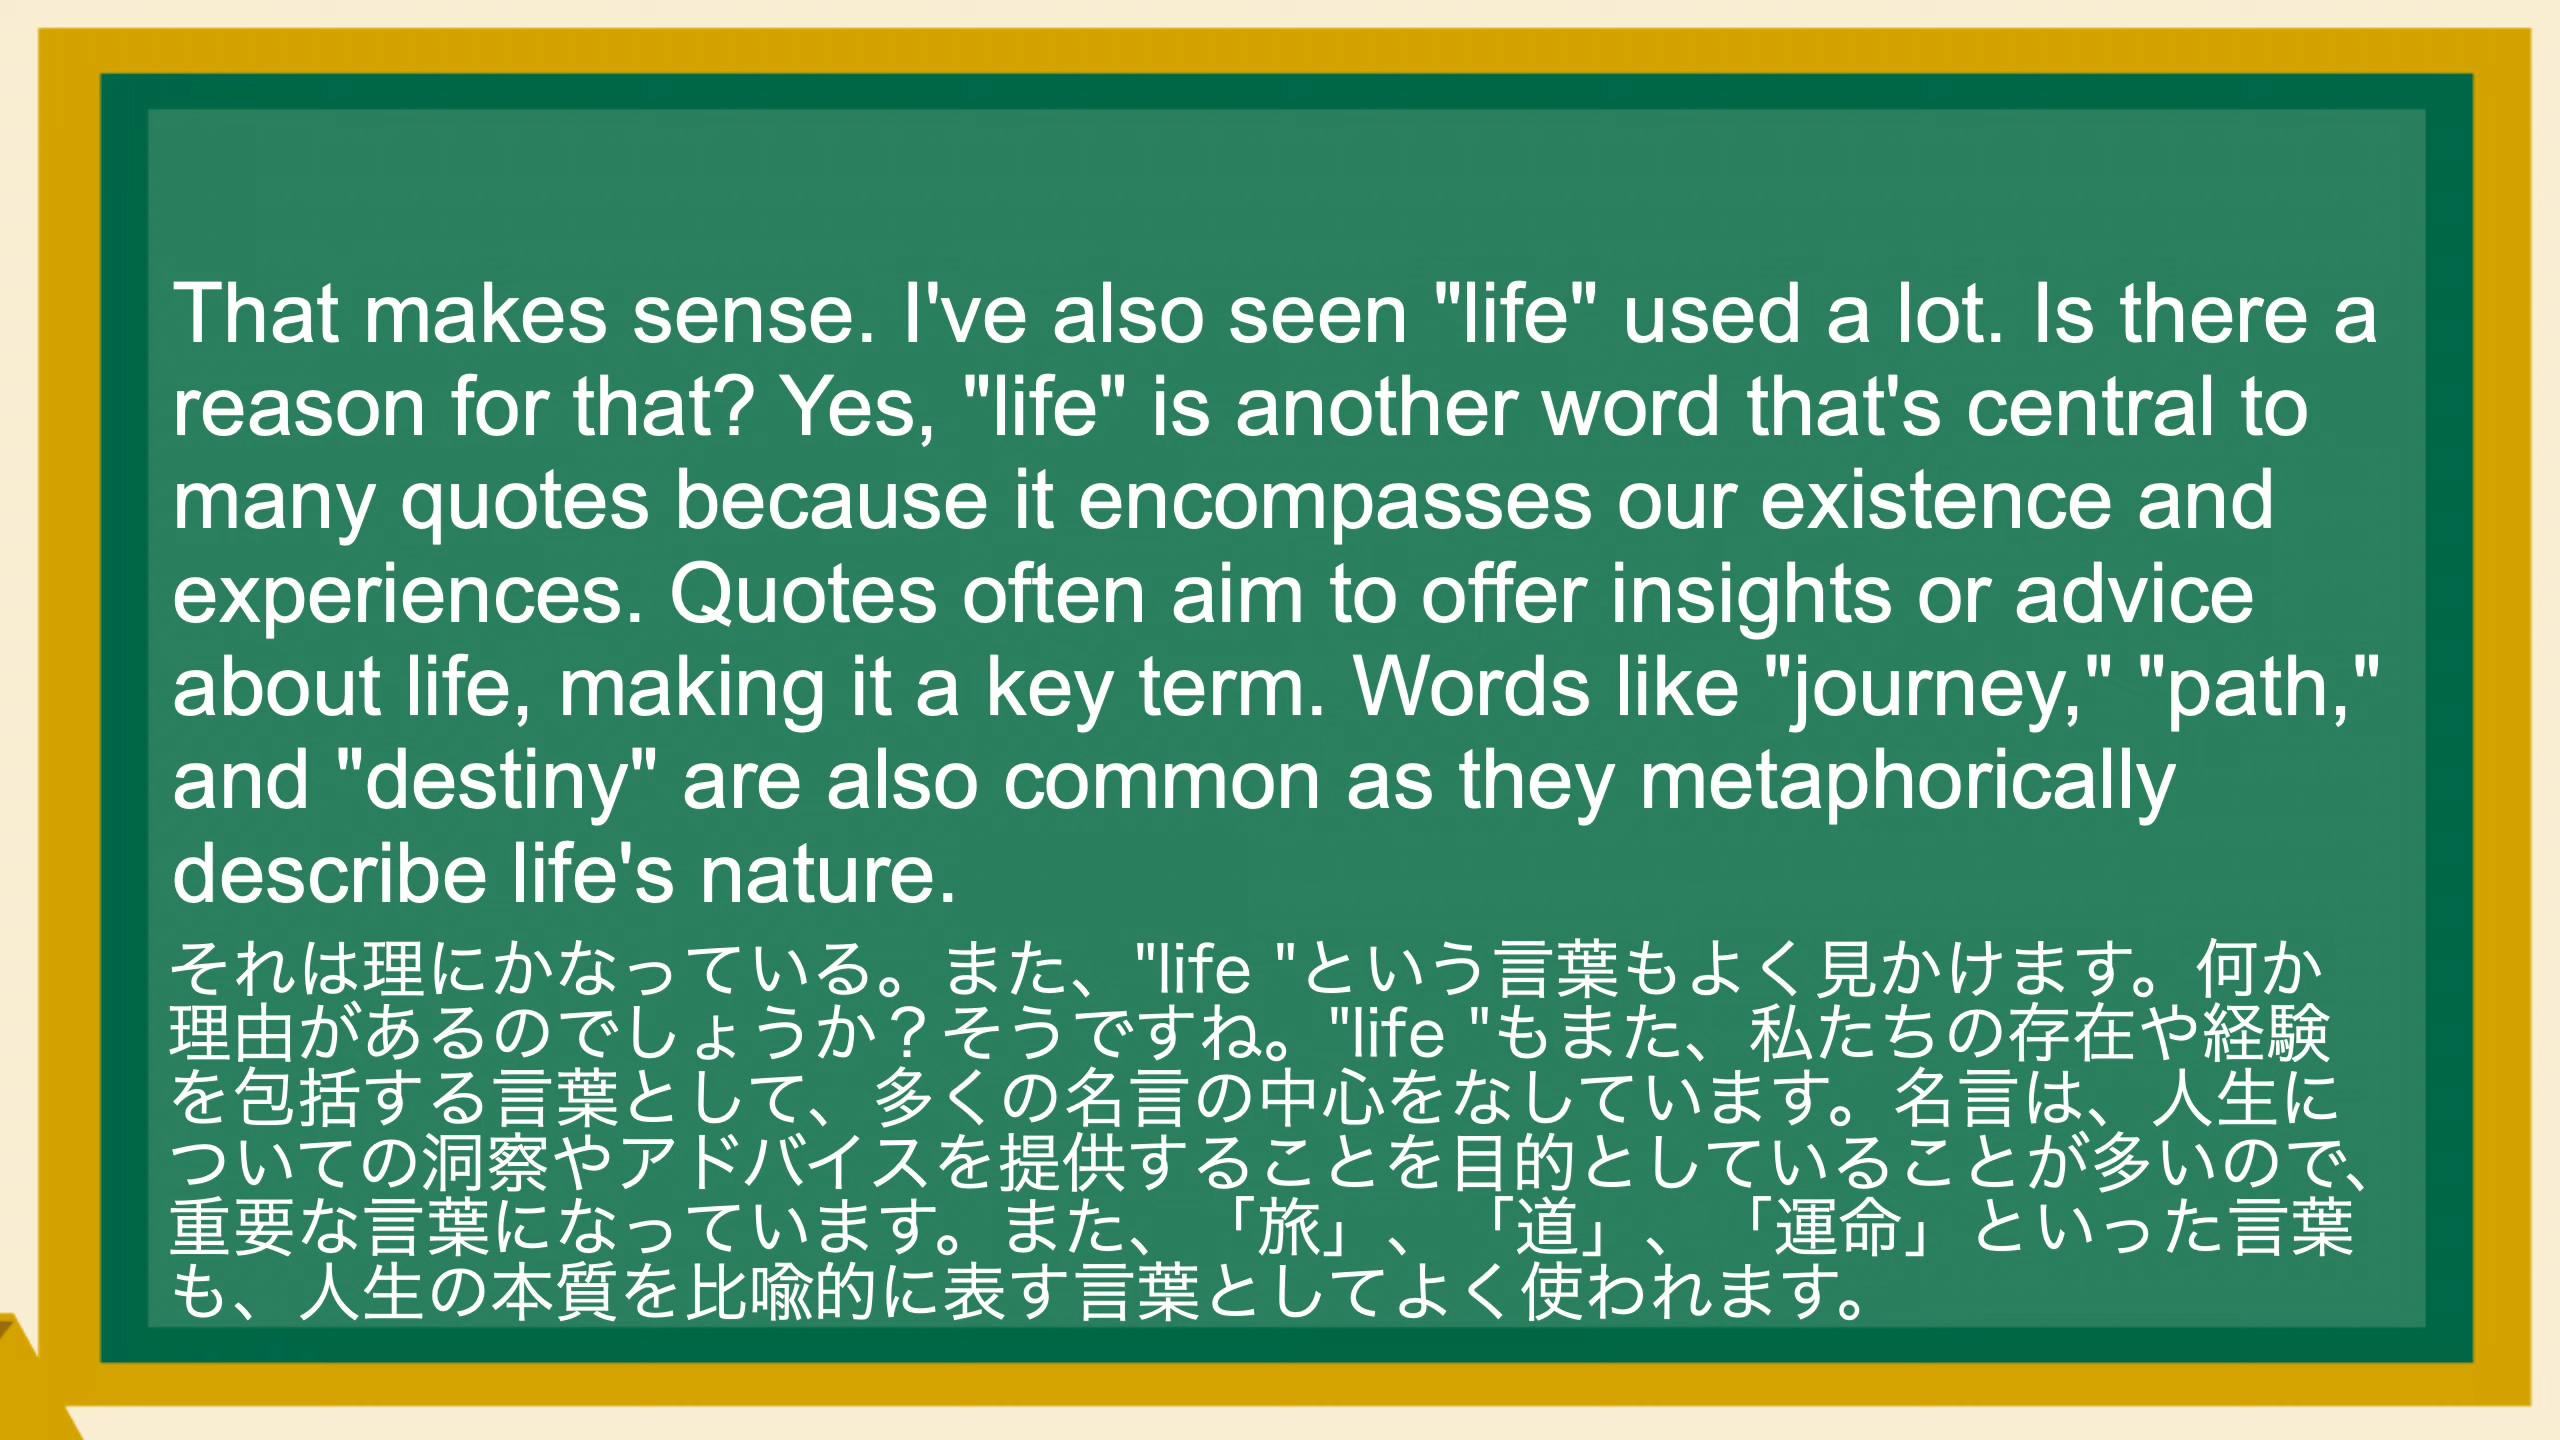 That makes sense. I've also seen "life" used a lot. Is there a
reason for that? Yes, "life" is another word that's central to
many quotes because it encompasses our existence and
experiences. Quotes often aim to offer insights or advice
about life, making it a key term. Words like "journey," "path,"
and "destiny" are also common as they metaphorically
describe life's nature.
それは理にかなっている。また、"life "という言葉もよく見かけます。何か
理由があるのでしょうか？そうですね。"life "もまた、私たちの存在や経験
を包括する言葉として、多くの名言の中心をなしています。名言は、人生に
ついての洞察やアドバイスを提供することを目的としていることが多いので、
重要な言葉になっています。また、「旅」、「道」、「運命」といった言葉
も、人生の本質を比喩的に表す言葉としてよく使われます。